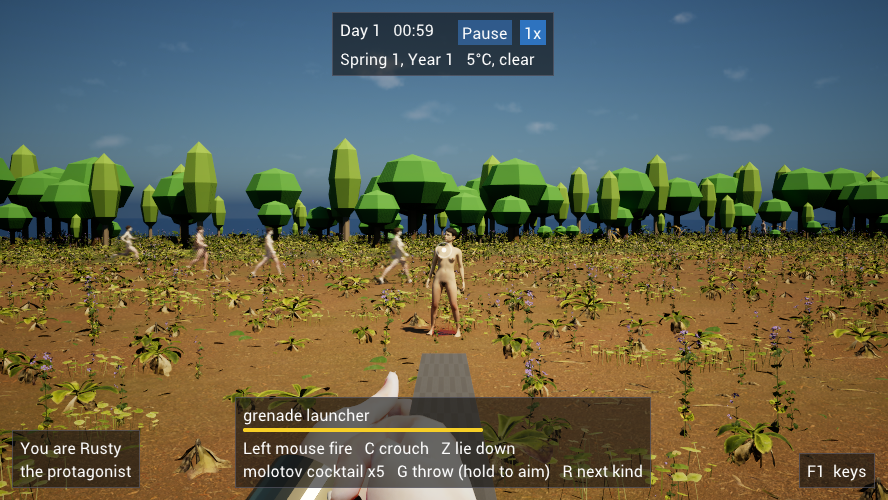 Day 1 00:59 Pause 1x
Spring 1, Year 1 5°C, clear
grenade launcher
Left mouse fire C crouch Z lie down
molotov cocktail x5 G throw (hold to aim) R next kind
You are Rusty
the protagonist
F1 keys